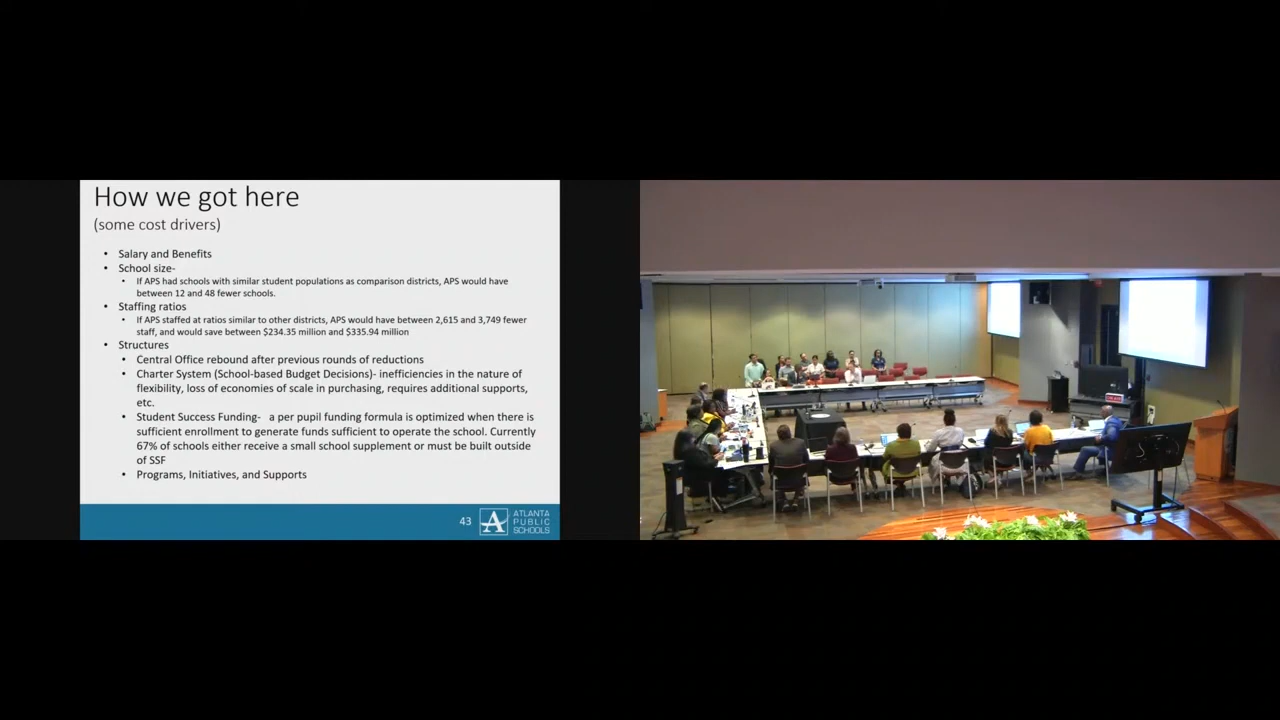 How we got here
(some cost drivers)
• Salary and Benefits
• School size-
• If APS had schools with similar student populations as comparison districts, APS would have
between 12 and 48 fewer schools.
• Staffing ratios
• If APS staffed at ratios similar to other districts, APS would have between 2,615 and 3,749 fewer
staff, and would save between $234.35 million and $335.94 million
• Structures
• Central Office rebound after previous rounds of reductions
• Charter System (School-based Budget Decisions)- inefficiencies in the nature of
flexibility, loss of economies of scale in purchasing, requires additional supports,
etc.
• Student Success Funding- a per pupil funding formula is optimized when there is
sufficient enrollment to generate funds sufficient to operate the school. Currently
67% of schools either receive a small school supplement or must be built outside
of SSF
• Programs, Initiatives, and Supports
43
A
ATLANTA
PUBLIC
SCHOOLS